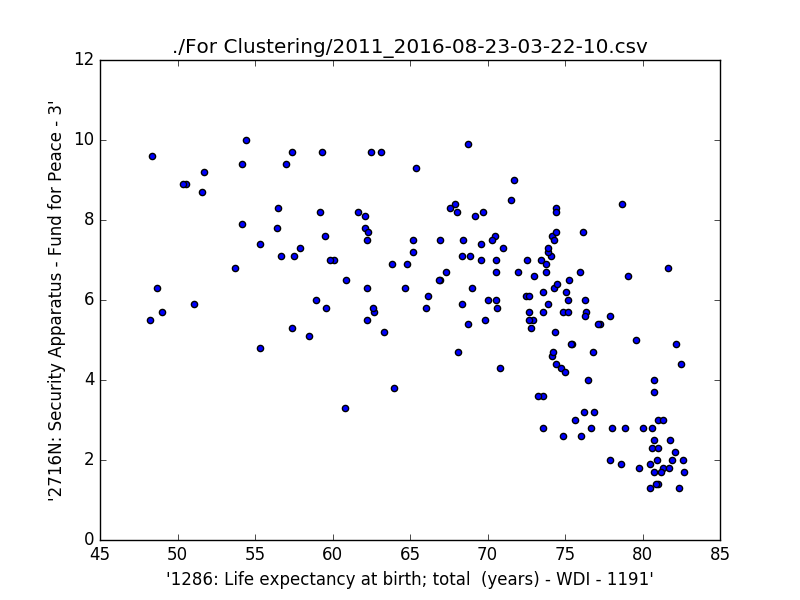 ./For Clustering/2011_2016-08-23-03-22-10.csv
12
10
8
6
4
2
0
'2716N: Security Apparatus - Fund for Peace - 3'
45 50 55 60 65 70 75 80 85
'1286: Life expectancy at birth; total  (years) - WDI - 1191'